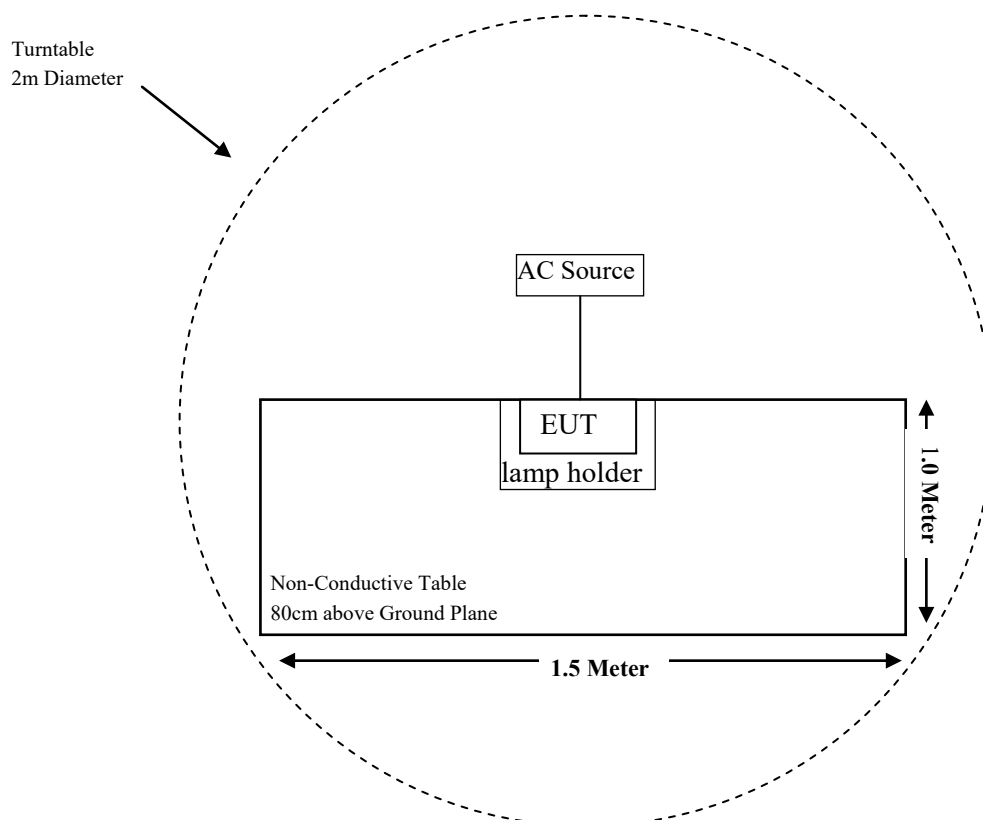 Turntable
2m Diameter
AC Source
EUT
lamp holder
1.0 Meter
Non-Conductive Table
80cm above Ground Plane
1.5 Meter